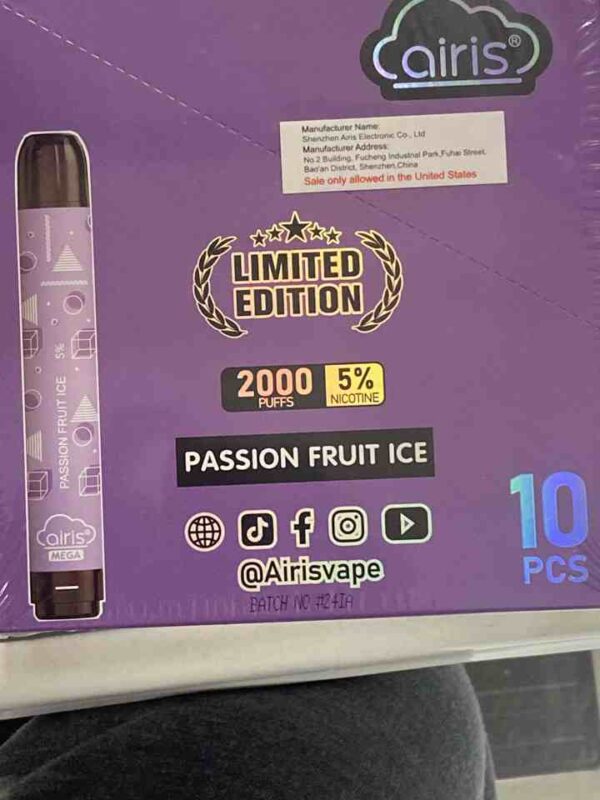 airis®
Manufacturer Name:
Shenzhen Airis Electronic Co., Ltd
Manufacturer Address:
No.2 Building, Fucheng Industrial Park,Fuhai Street,
Bao'an District, Shenzhen,China
Sale only allowed in the United States
LIMITED
EDITION
2000
PUFFS
5%
NICOTINE
PASSION FRUIT ICE
PASSION FRUIT ICE 5%
airis®
MEGA
10
PCS
@Airisvape
BATCH NO #24IA